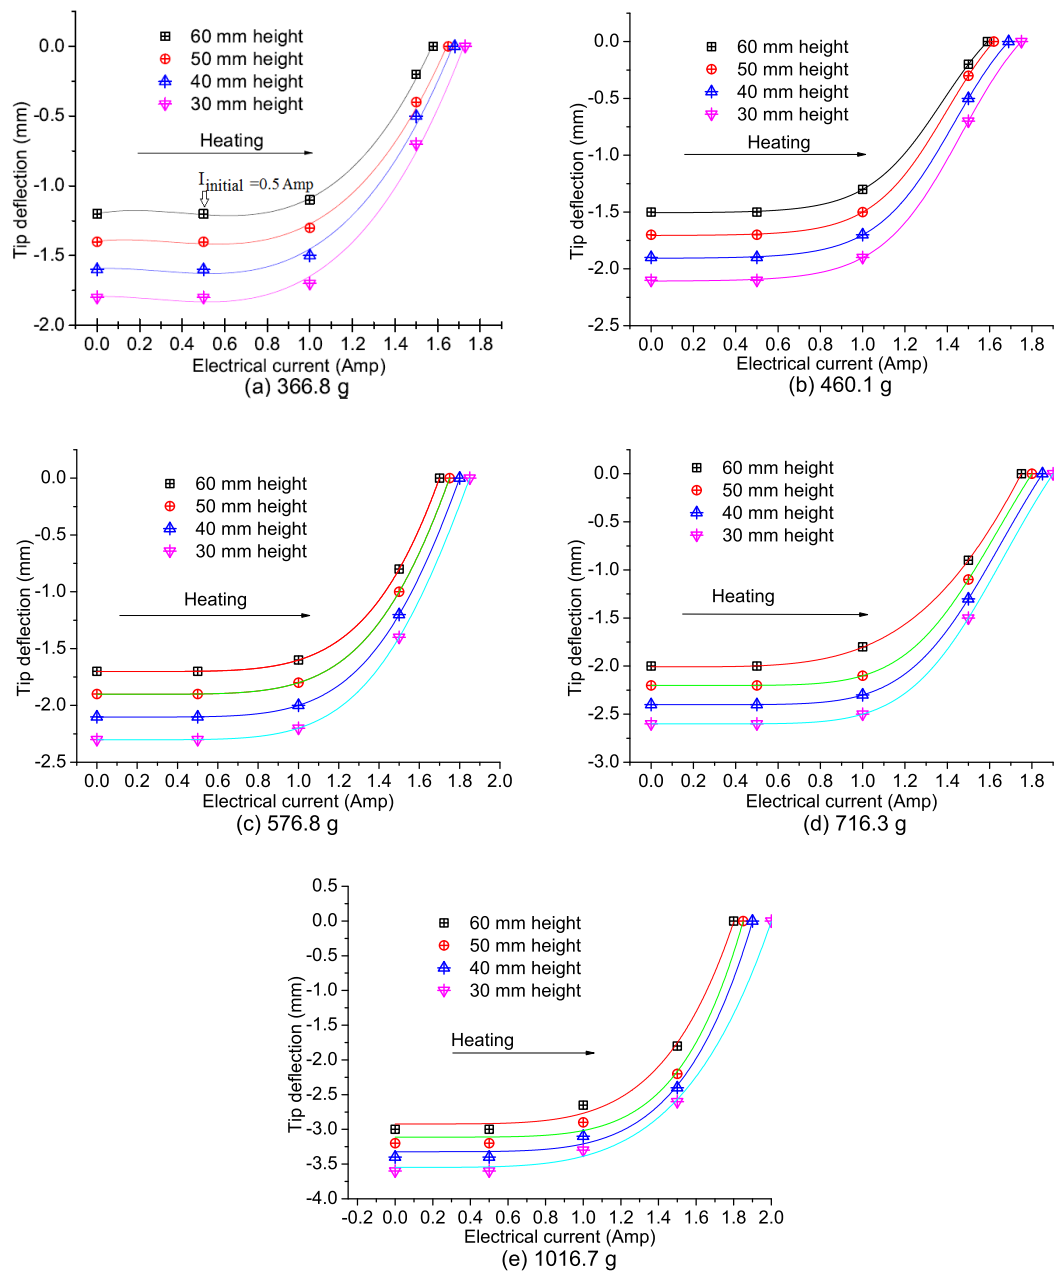 0.0
-0.5
-1.0
-1.5
-2.0
Tip deflection (mm)
60 mm height
50 mm height
40 mm height
30 mm height
Heating
Iinitial =0.5 Amp
0.0 0.2 0.4 0.6 0.8 1.0 1.2 1.4 1.6 1.8
Electrical current (Amp)
(a) 366.8 g
0.0
-0.5
-1.0
-1.5
-2.0
-2.5
Tip deflection (mm)
60 mm height
50 mm height
40 mm height
30 mm height
Heating
0.0 0.2 0.4 0.6 0.8 1.0 1.2 1.4 1.6 1.8
Electrical current (Amp)
(b) 460.1 g
0.0
-0.5
-1.0
-1.5
-2.0
-2.5
Tip deflection (mm)
60 mm height
50 mm height
40 mm height
30 mm height
Heating
0.0 0.2 0.4 0.6 0.8 1.0 1.2 1.4 1.6 1.8 2.0
Electrical current (Amp)
(c) 576.8 g
0.0
-0.5
-1.0
-1.5
-2.0
-2.5
-3.0
Tip deflection (mm)
60 mm height
50 mm height
40 mm height
30 mm height
Heating
0.0 0.2 0.4 0.6 0.8 1.0 1.2 1.4 1.6 1.8
Electrical current (Amp)
(d) 716.3 g
0.5
0.0
-0.5
-1.0
-1.5
-2.0
-2.5
-3.0
-3.5
-4.0
Tip deflection (mm)
60 mm height
50 mm height
40 mm height
30 mm height
Heating
-0.2 0.0 0.2 0.4 0.6 0.8 1.0 1.2 1.4 1.6 1.8 2.0
Electrical current (Amp)
(e) 1016.7 g